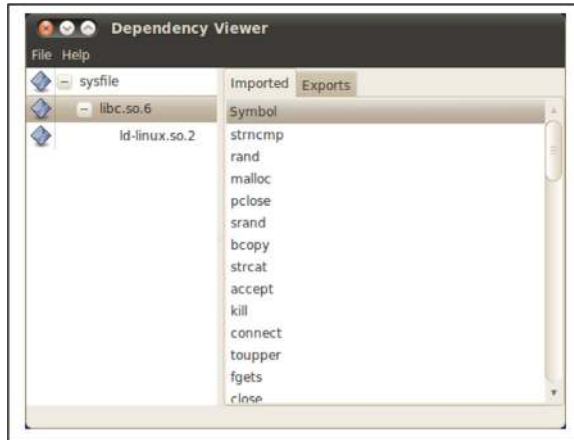 Dependency Viewer
File Help
sysfile
libc.so.6
ld-linux.so.2
Imported Exports
Symbol
strncmp
rand
malloc
pclose
srand
bcopy
strcat
accept
kill
connect
toupper
fgets
close